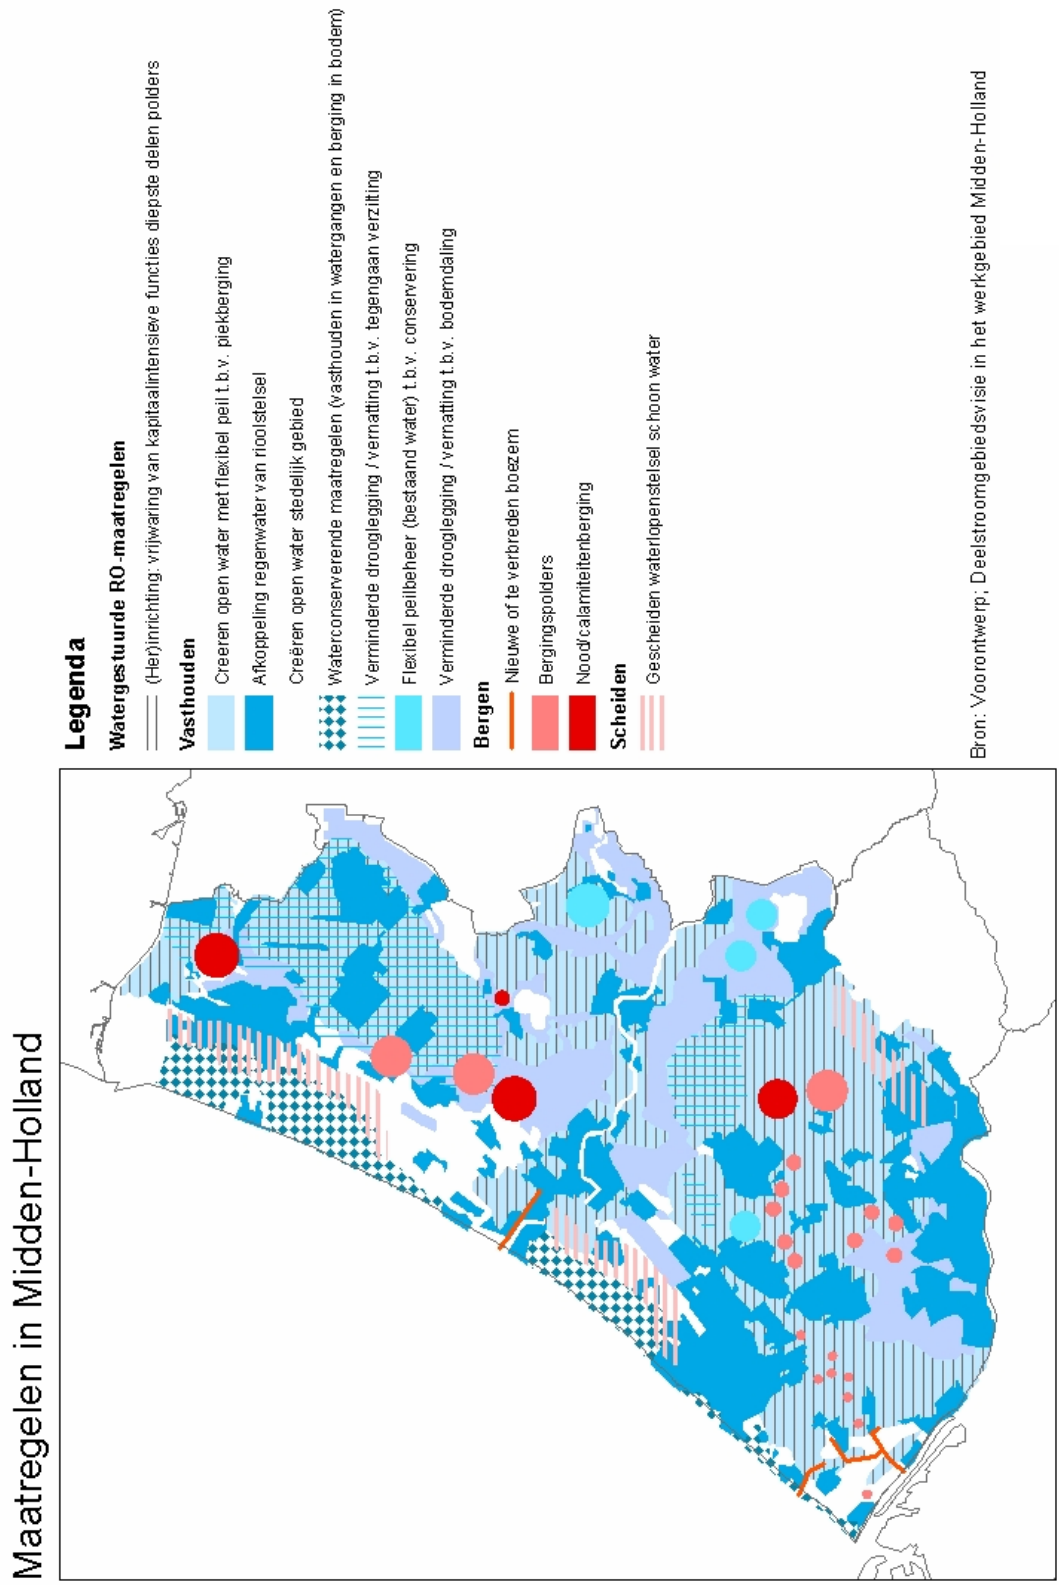 Maatregelen in Midden-Holland
Legenda
Watergestuurde RO-maatregelen
(Her)inrichting: vrijwaring van kapitaalintensieve functies diepste delen polders
Vasthouden
Creeren open water met flexibel peil t.b.v. piekberging
Afkoppeling regenwater van rioolstelsel
Creëren open water stedelijk gebied
Waterconserverende maatregelen (vasthouden in watergangen en berging in bodem)
Verminderde drooglegging / vernatting t.b.v. tegengaan verzilting
Flexibel peilbeheer (bestaand water) t.b.v. conservering
Verminderde drooglegging / vernatting t.b.v. bodemdaling
Bergen
Nieuwe of te verbreden boezem
Bergingspolders
Nood/calamiteitenberging
Scheiden
Gescheiden waterlopenstelsel schoon water
Bron: Voorontwerp; Deelstroomgebiedsvisie in het werkgebied Midden-Holland